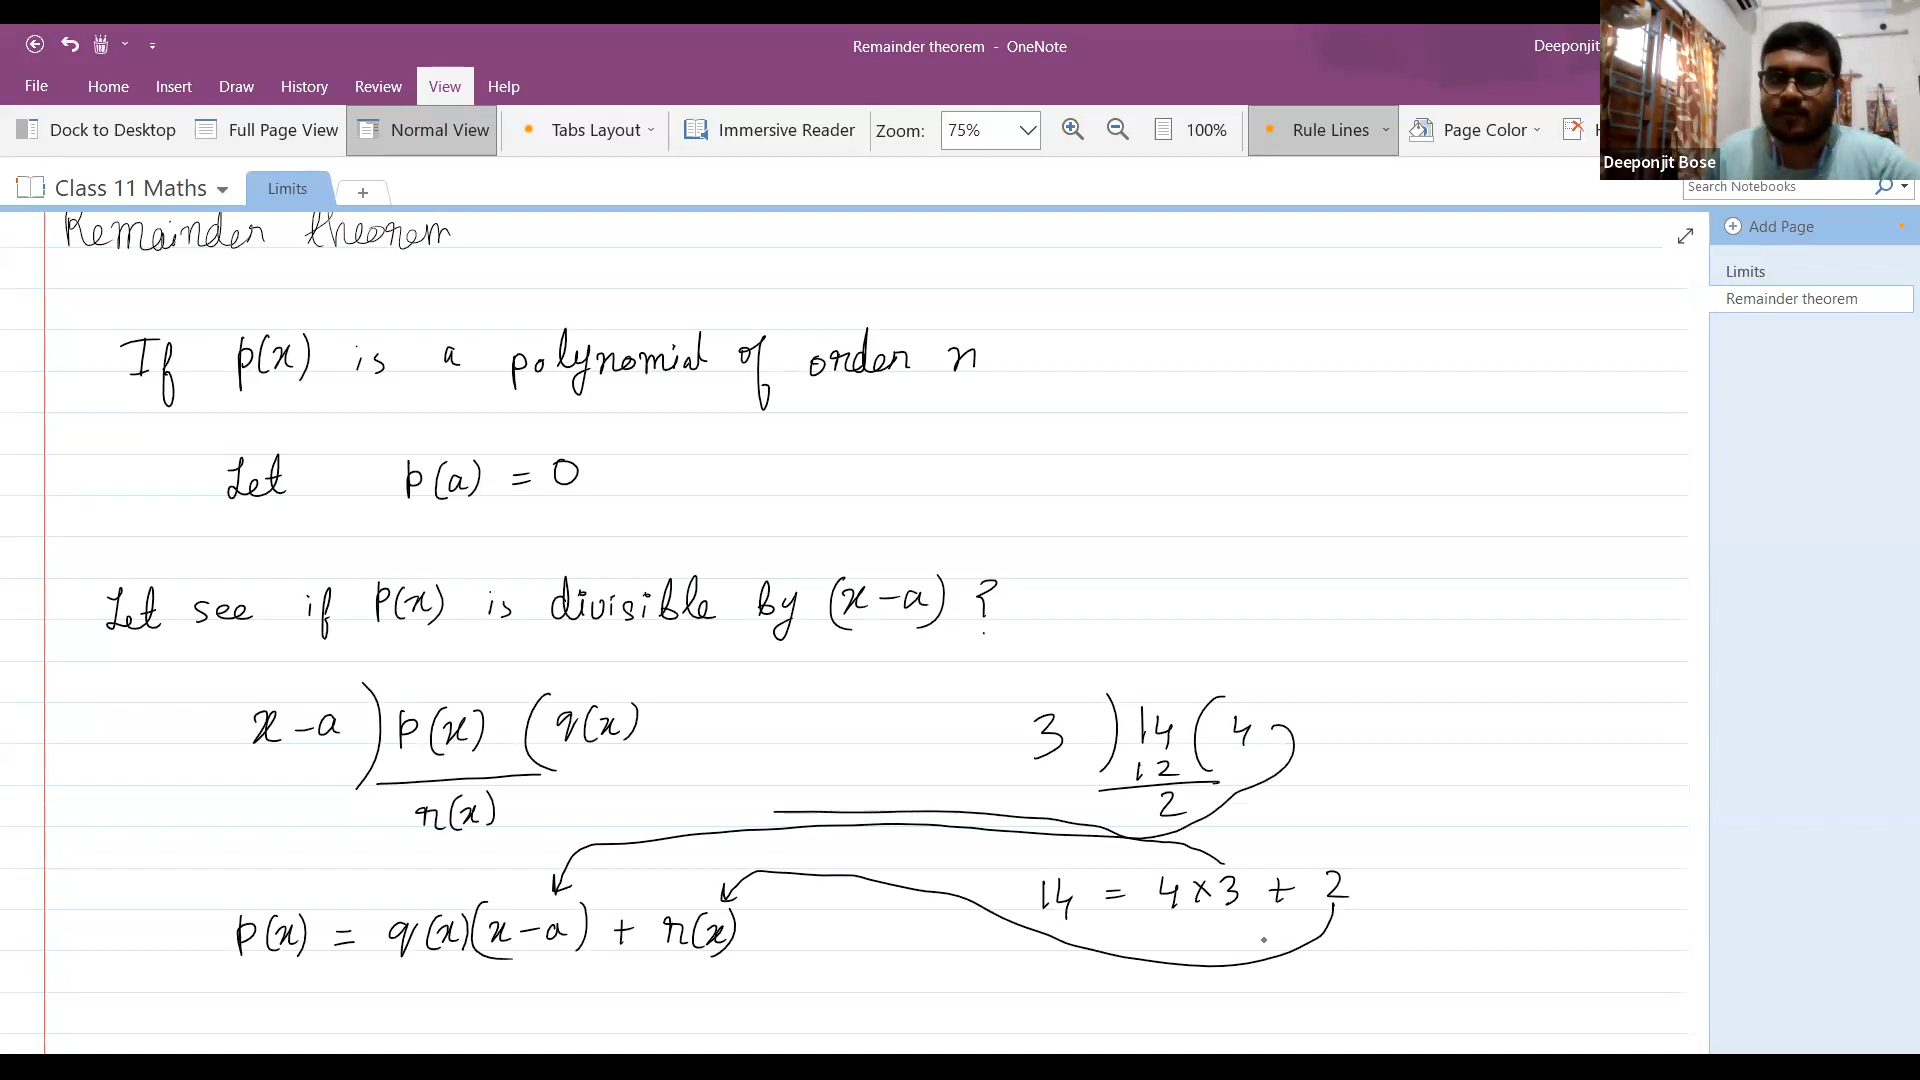 Remainder theorem - OneNote
Deeponjit
File Home Insert Draw History Review View Help
Dock to Desktop Full Page View Normal View Tabs Layout Immersive Reader Zoom: 75% 100% Rule Lines Page Color
Deeponjit Bose
Class 11 Maths Limits +
Search Notebooks
Add Page
Limits
Remainder theorem
Remainder theorem
If p(x) is a polynomial of order n
Let p(a) = 0
Let see if p(x) is divisible by (x-a) ?
x-a ) p(x) ( q(x)
r(x)
3 ) 14 ( 4
12
2
14 = 4×3 + 2
p(x) = q(x)(x-a) + r(x)